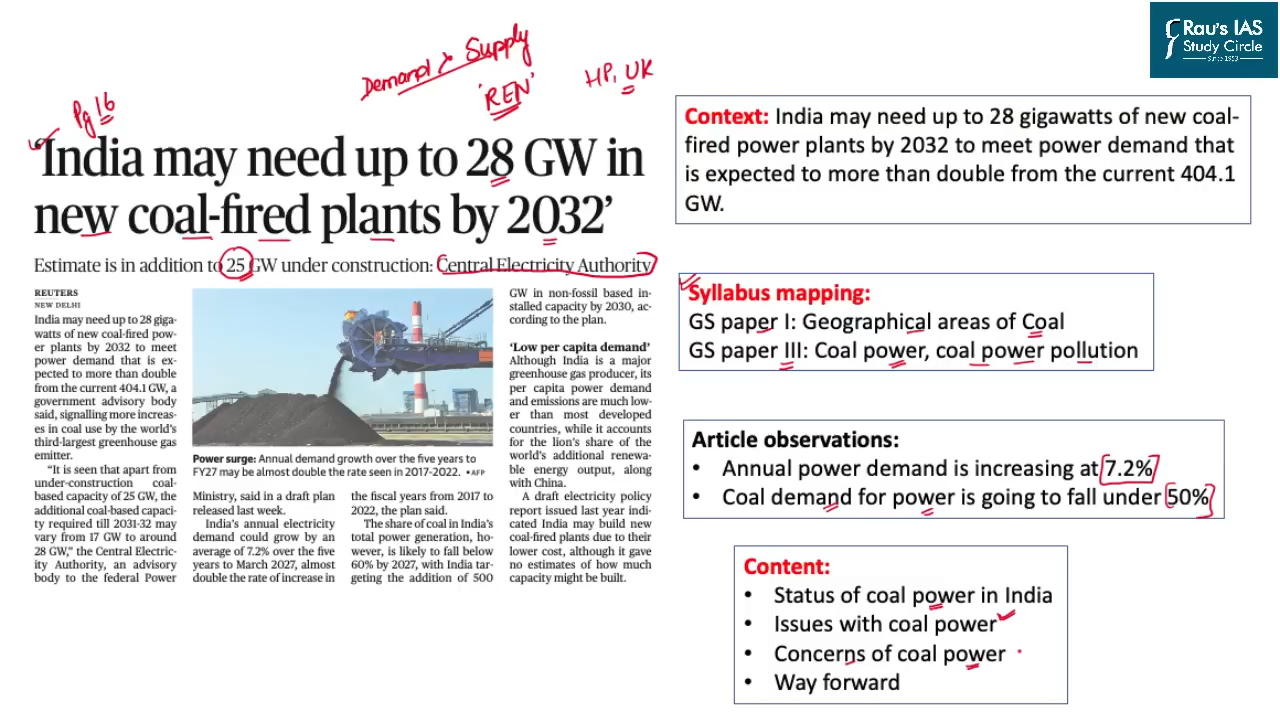 Rau's IAS
Study Circle
Since 1953
Demand > Supply
'REN'
HP, UK
Pg 16
'India may need up to 28 GW in
new coal-fired plants by 2032'
Estimate is in addition to 25 GW under construction: Central Electricity Authority
REUTERS
NEW DELHI
India may need up to 28 giga-
watts of new coal-fired pow-
er plants by 2032 to meet
power demand that is ex-
pected to more than double
from the current 404.1 GW, a
government advisory body
said, signalling more increas-
es in coal use by the world's
third-largest greenhouse gas
emitter.
"It is seen that apart from
under-construction coal-
based capacity of 25 GW, the
additional coal-based capaci-
ty required till 2031-32 may
vary from 17 GW to around
28 GW," the Central Electric-
ity Authority, an advisory
body to the federal Power
Power surge: Annual demand growth over the five years to
FY27 may be almost double the rate seen in 2017-2022. • AFP
Ministry, said in a draft plan
released last week.
India's annual electricity
demand could grow by an
average of 7.2% over the five
years to March 2027, almost
double the rate of increase in
the fiscal years from 2017 to
2022, the plan said.
The share of coal in India's
total power generation, ho-
wever, is likely to fall below
60% by 2027, with India tar-
geting the addition of 500
GW in non-fossil based in-
stalled capacity by 2030, ac-
cording to the plan.
'Low per capita demand'
Although India is a major
greenhouse gas producer, its
per capita power demand
and emissions are much low-
er than most developed
countries, while it accounts
for the lion's share of the
world's additional renewa-
ble energy output, along
with China.
A draft electricity policy
report issued last year indi-
cated India may build new
coal-fired plants due to their
lower cost, although it gave
no estimates of how much
capacity might be built.
Context: India may need up to 28 gigawatts of new coal-
fired power plants by 2032 to meet power demand that
is expected to more than double from the current 404.1
GW.
Syllabus mapping:
GS paper I: Geographical areas of Coal
GS paper III: Coal power, coal power pollution
Article observations:
• Annual power demand is increasing at 7.2%
• Coal demand for power is going to fall under 50%
Content:
• Status of coal power in India
• Issues with coal power
• Concerns of coal power
• Way forward